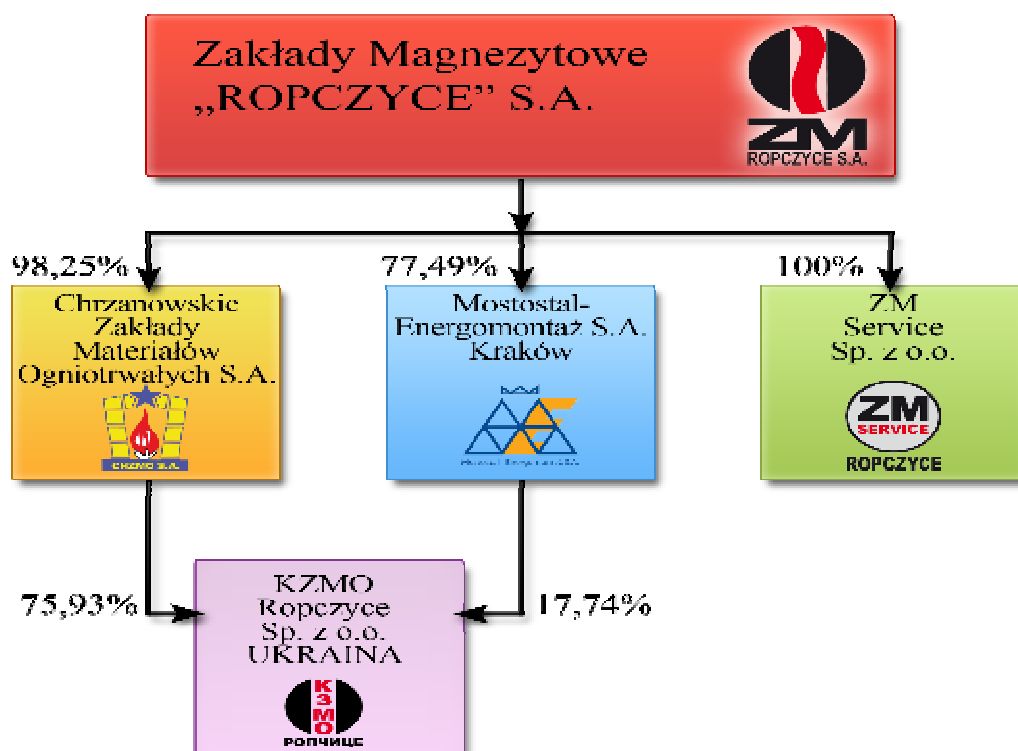 Zakłady Magnezytowe
„ROPCZYCE” S.A.
ZM
ROPCZYCE S.A.
98,25%
77,49%
100%
Chrzanowskie
Zakłady
Materiałów
Ogniotrwałych S.A.
CHZMO S.A.
Mostostal-
Energomontaż S.A.
Kraków
ZM
Service
Sp. z o.o.
ZM
SERVICE
ROPCZYCE
75,93%
17,74%
KZMO
Ropczyce
Sp. z o.o.
UKRAINA
КЗМО
РОПЧИЦЕ